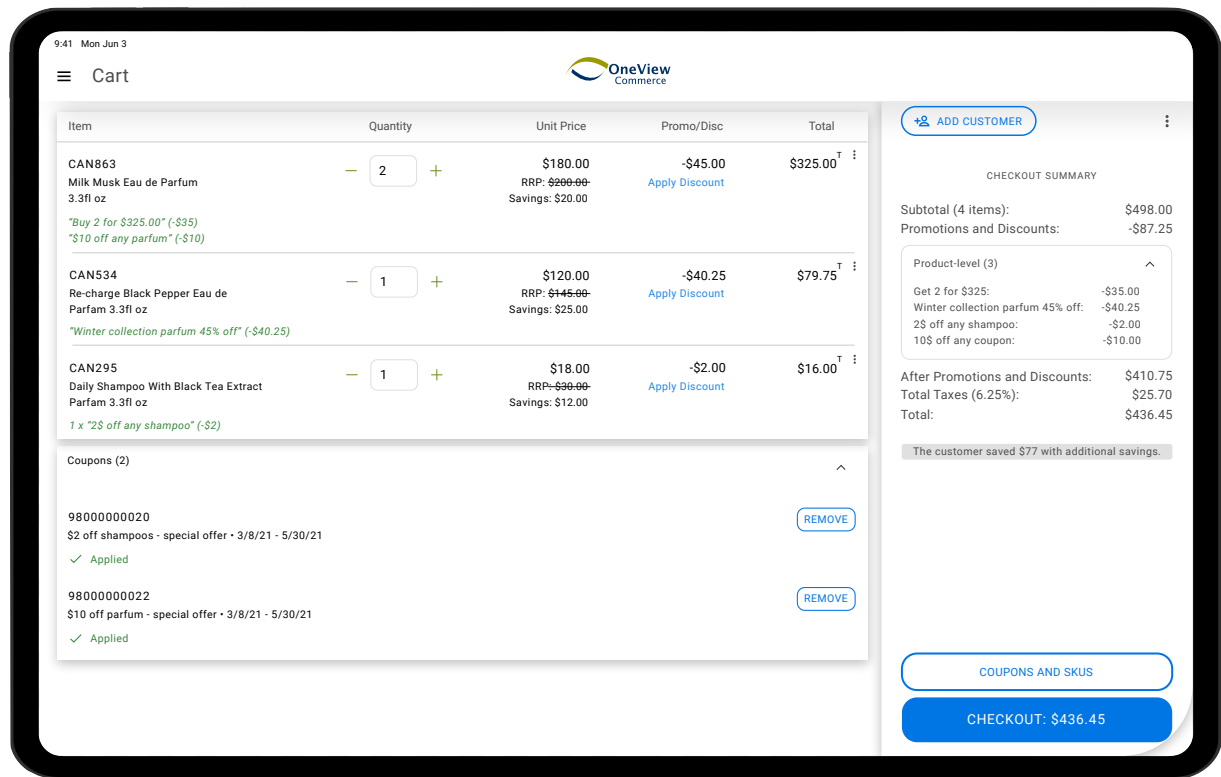 9:41 Mon Jun 3
Cart
OneView
Commerce
Item Quantity Unit Price Promo/Disc Total
CAN863
Milk Musk Eau de Parfum
3.3fl oz
"Buy 2 for $325.00" (-$35)
"$10 off any parfum" (-$10)
2
$180.00
RRP: $200.00
Savings: $20.00
-$45.00
Apply Discount
$325.00 T
CAN534
Re-charge Black Pepper Eau de
Parfam 3.3fl oz
"Winter collection parfum 45% off" (-$40.25)
1
$120.00
RRP: $145.00
Savings: $25.00
-$40.25
Apply Discount
$79.75 T
CAN295
Daily Shampoo With Black Tea Extract
Parfam 3.3fl oz
1 x "2$ off any shampoo" (-$2)
1
$18.00
RRP: $30.00
Savings: $12.00
-$2.00
Apply Discount
$16.00 T
Coupons (2)
98000000020
$2 off shampoos - special offer • 3/8/21 - 5/30/21
Applied
REMOVE
98000000022
$10 off parfum - special offer • 3/8/21 - 5/30/21
Applied
REMOVE
ADD CUSTOMER
CHECKOUT SUMMARY
Subtotal (4 items): $498.00
Promotions and Discounts: -$87.25
Product-level (3)
Get 2 for $325: -$35.00
Winter collection parfum 45% off: -$40.25
2$ off any shampoo: -$2.00
10$ off any coupon: -$10.00
After Promotions and Discounts: $410.75
Total Taxes (6.25%): $25.70
Total: $436.45
The customer saved $77 with additional savings.
COUPONS AND SKUS
CHECKOUT: $436.45